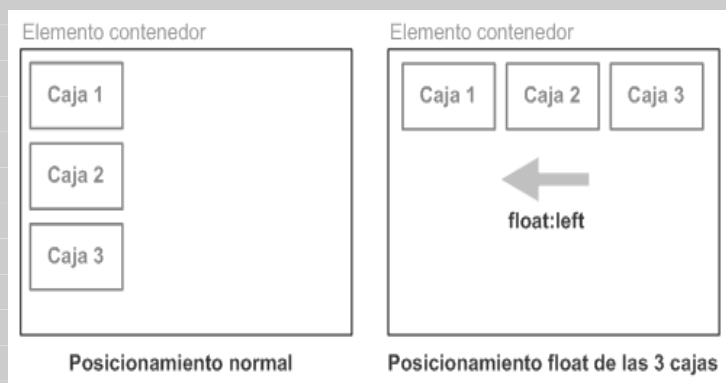 Elemento contenedor
Caja 1
Caja 2
Caja 3
Posicionamiento normal
Elemento contenedor
Caja 1 Caja 2 Caja 3
float:left
Posicionamiento float de las 3 cajas